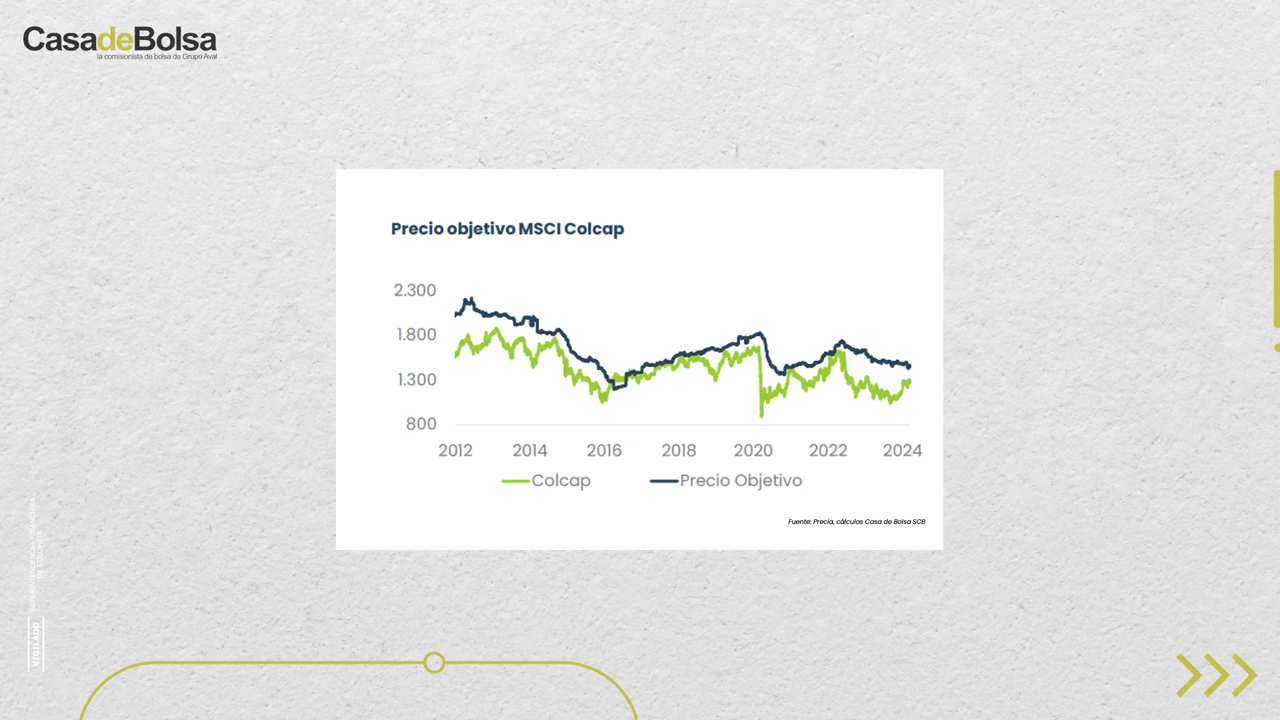 CasadeBolsa
la comisionista de bolsa de Grupo Aval
Precio objetivo MSCI Colcap
2.300
1.800
1.300
800
2012 2014 2016 2018 2020 2022 2024
Colcap Precio Objetivo
Fuente: Precia, cálculos Casa de Bolsa SCB
VIGILADO